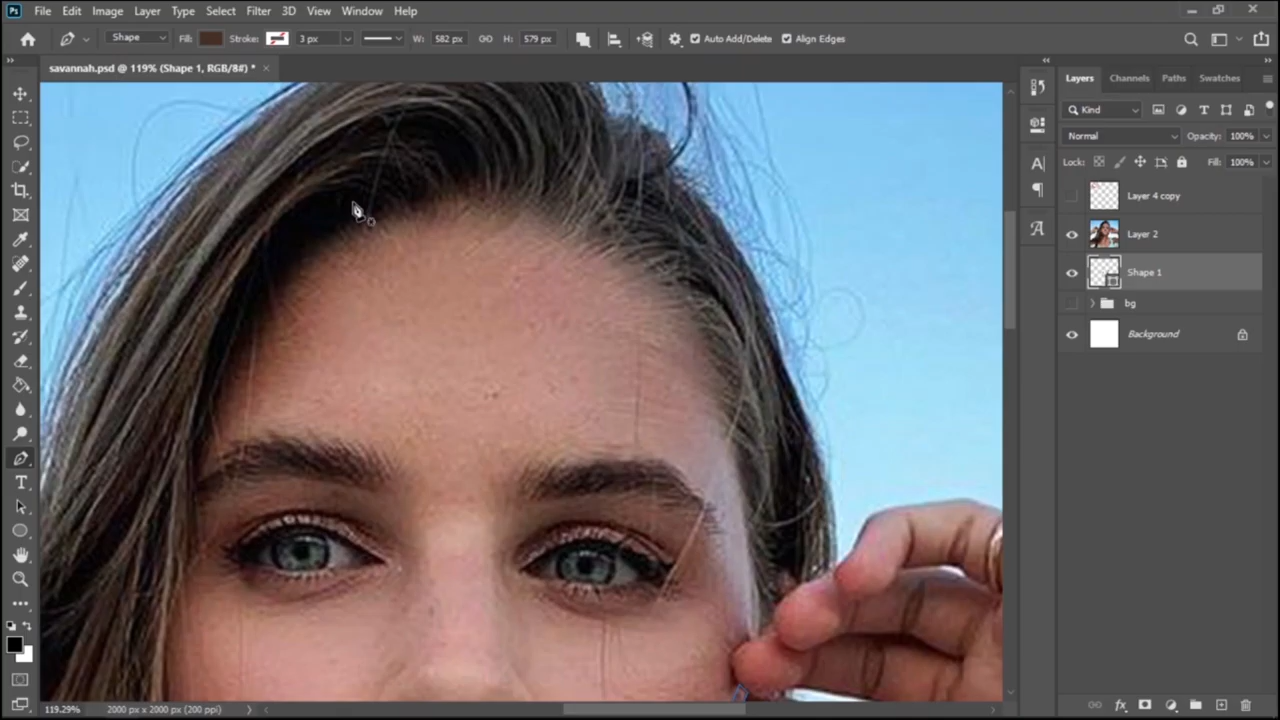 Ps File Edit Image Layer Type Select Filter 3D View Window Help
Shape Fill: Stroke: 3 px W: 582 px H: 579 px Auto Add/Delete Align Edges
savannah.psd @ 119% (Shape 1, RGB/8#) * ×
Layers Channels Paths Swatches
Kind
Normal Opacity: 100%
Lock: Fill: 100%
Layer 4 copy
Layer 2
Shape 1
bg
Background
119.29% 2000 px x 2000 px (200 ppi)